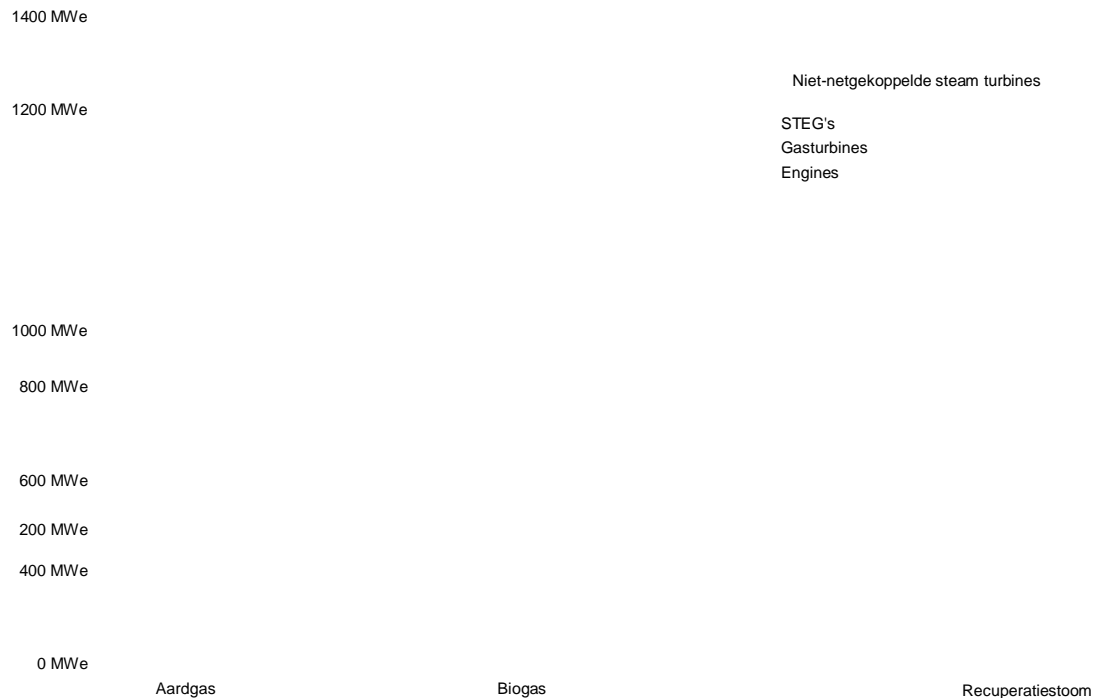 1400 MWe
Niet-netgekoppelde steam turbines
1200 MWe
STEG's
Gasturbines
Engines
1000 MWe
800 MWe
600 MWe
200 MWe
400 MWe
0 MWe
Aardgas Biogas Recuperatiestoom